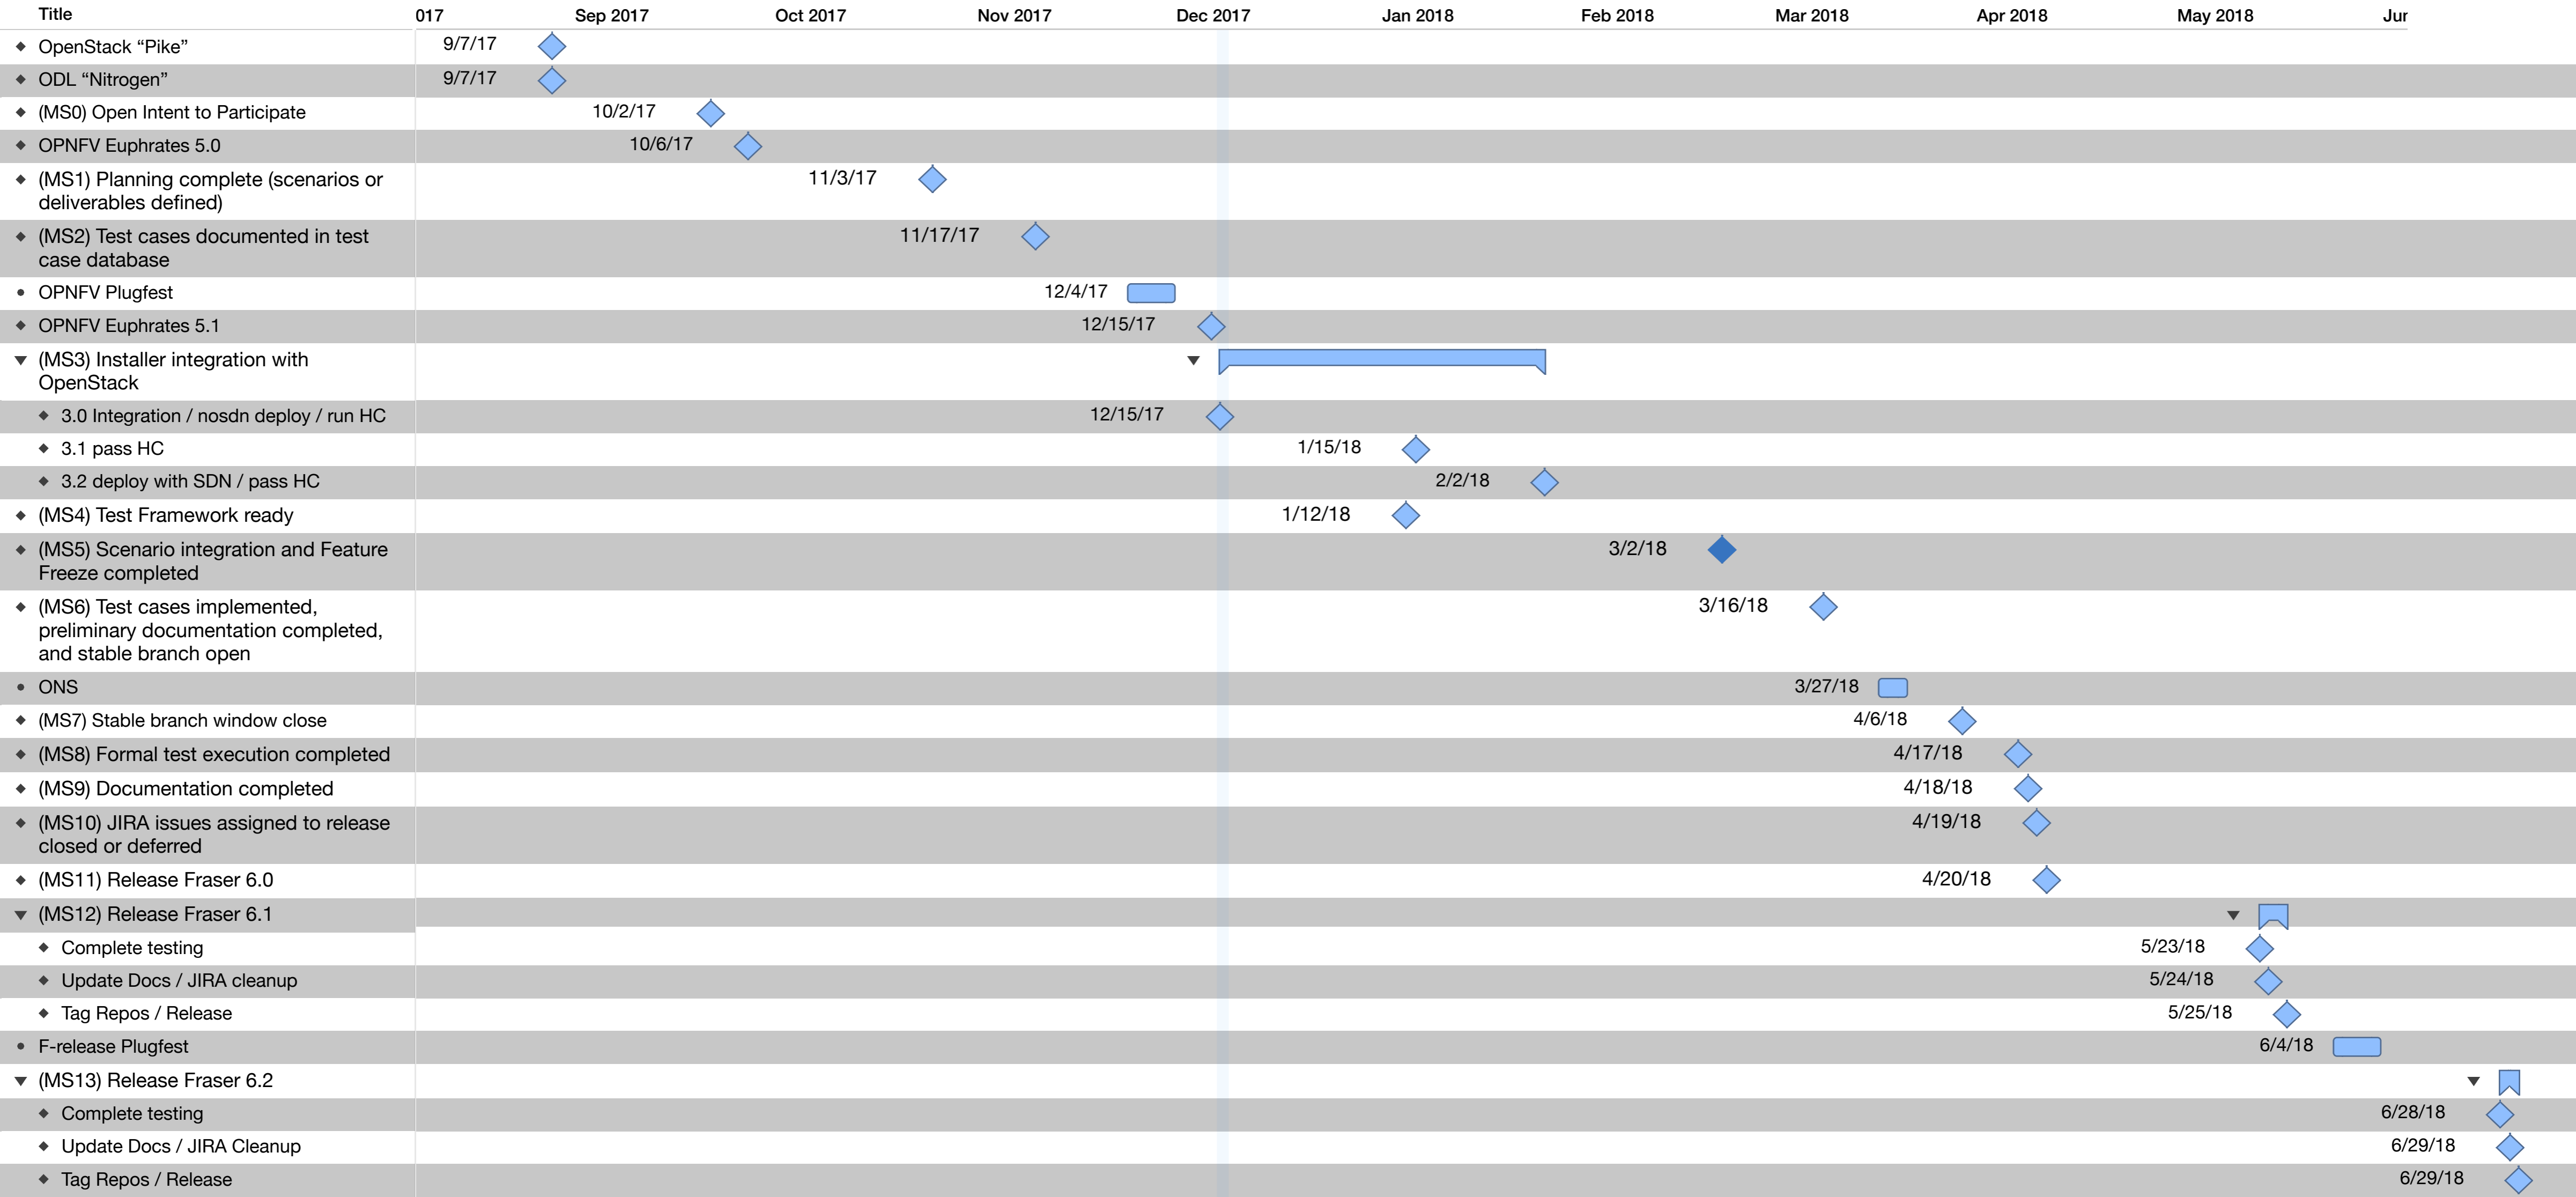 Title 017 Sep 2017 Oct 2017 Nov 2017 Dec 2017 Jan 2018 Feb 2018 Mar 2018 Apr 2018 May 2018 Jun
OpenStack “Pike” 9/7/17
ODL “Nitrogen” 9/7/17
(MS0) Open Intent to Participate 10/2/17
OPNFV Euphrates 5.0 10/6/17
(MS1) Planning complete (scenarios or 11/3/17
deliverables defined)
(MS2) Test cases documented in test 11/17/17
case database
OPNFV Plugfest 12/4/17
OPNFV Euphrates 5.1 12/15/17
(MS3) Installer integration with
OpenStack
3.0 Integration / nosdn deploy / run HC 12/15/17
3.1 pass HC 1/15/18
3.2 deploy with SDN / pass HC 2/2/18
(MS4) Test Framework ready 1/12/18
(MS5) Scenario integration and Feature 3/2/18
Freeze completed
(MS6) Test cases implemented, 3/16/18
preliminary documentation completed,
and stable branch open
ONS 3/27/18
(MS7) Stable branch window close 4/6/18
(MS8) Formal test execution completed 4/17/18
(MS9) Documentation completed 4/18/18
(MS10) JIRA issues assigned to release 4/19/18
closed or deferred
(MS11) Release Fraser 6.0 4/20/18
(MS12) Release Fraser 6.1
Complete testing 5/23/18
Update Docs / JIRA cleanup 5/24/18
Tag Repos / Release 5/25/18
F-release Plugfest 6/4/18
(MS13) Release Fraser 6.2
Complete testing 6/28/18
Update Docs / JIRA Cleanup 6/29/18
Tag Repos / Release 6/29/18